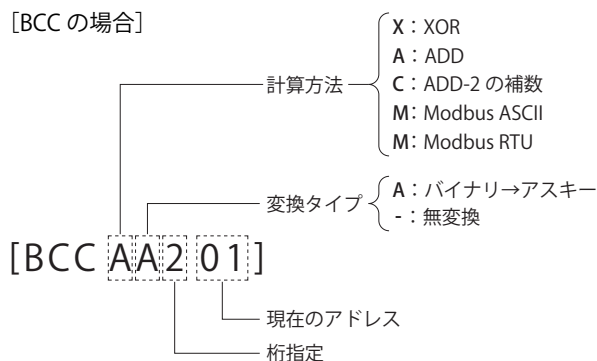 [BCC の場合]
X：XOR
A：ADD
計算方法
C：ADD-2 の補数
M：Modbus ASCII
M：Modbus RTU
A：バイナリ→アスキー
変換タイプ
-：無変換
[BCC AA2 01]
現在のアドレス
桁指定